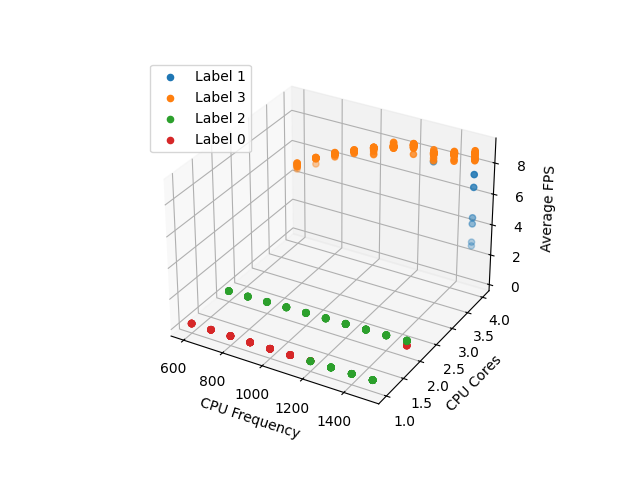 Label 1
Label 3
Label 2
Label 0
600
800
1000
1200
1400
CPU Frequency
1.0
1.5
2.0
2.5
3.0
3.5
4.0
CPU Cores
0
2
4
6
8
Average FPS